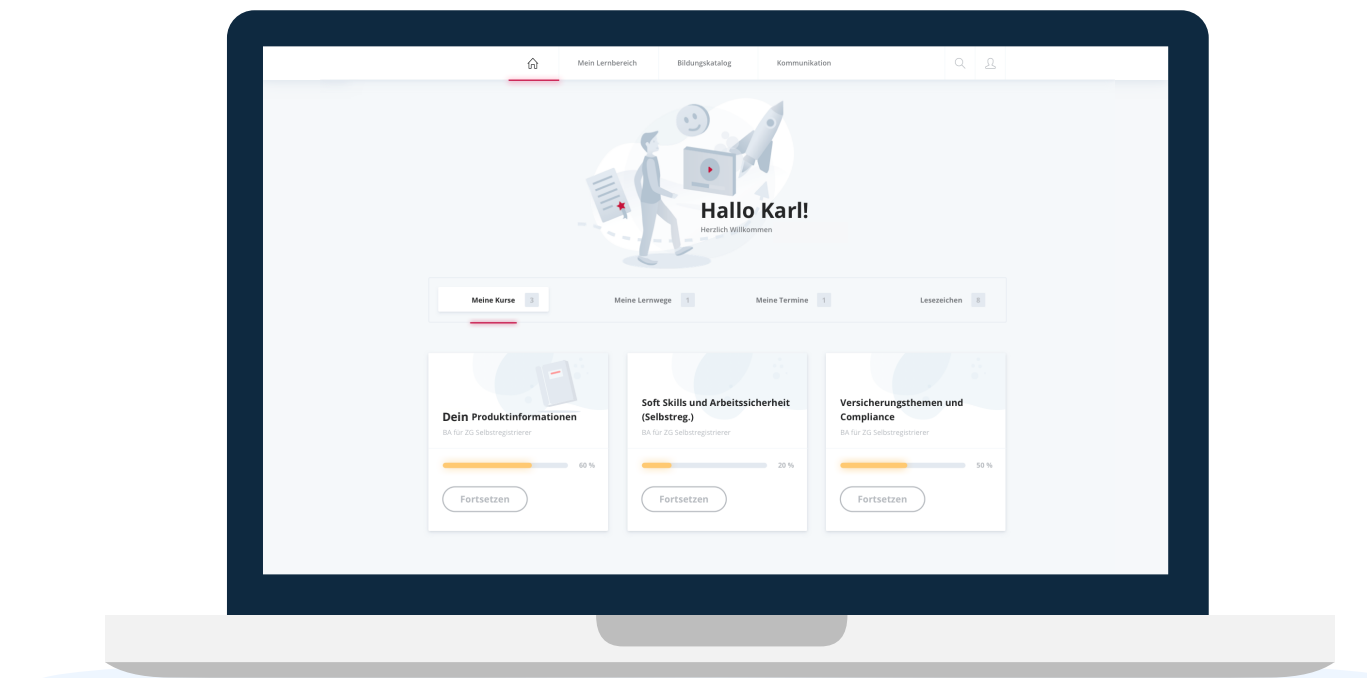 Mein Lernbereich
Bildungskatalog
Kommunikation
Hallo Karl!
Herzlich Willkommen
Meine Kurse 3
Meine Lernwege 1
Meine Termine 1
Lesezeichen 8
Dein Produktinformationen
BA für ZG Selbstregistrierer
60 %
Fortsetzen
Soft Skills und Arbeitssicherheit
(Selbstreg.)
BA für ZG Selbstregistrierer
20 %
Fortsetzen
Versicherungsthemen und
Compliance
BA für ZG Selbstregistrierer
50 %
Fortsetzen